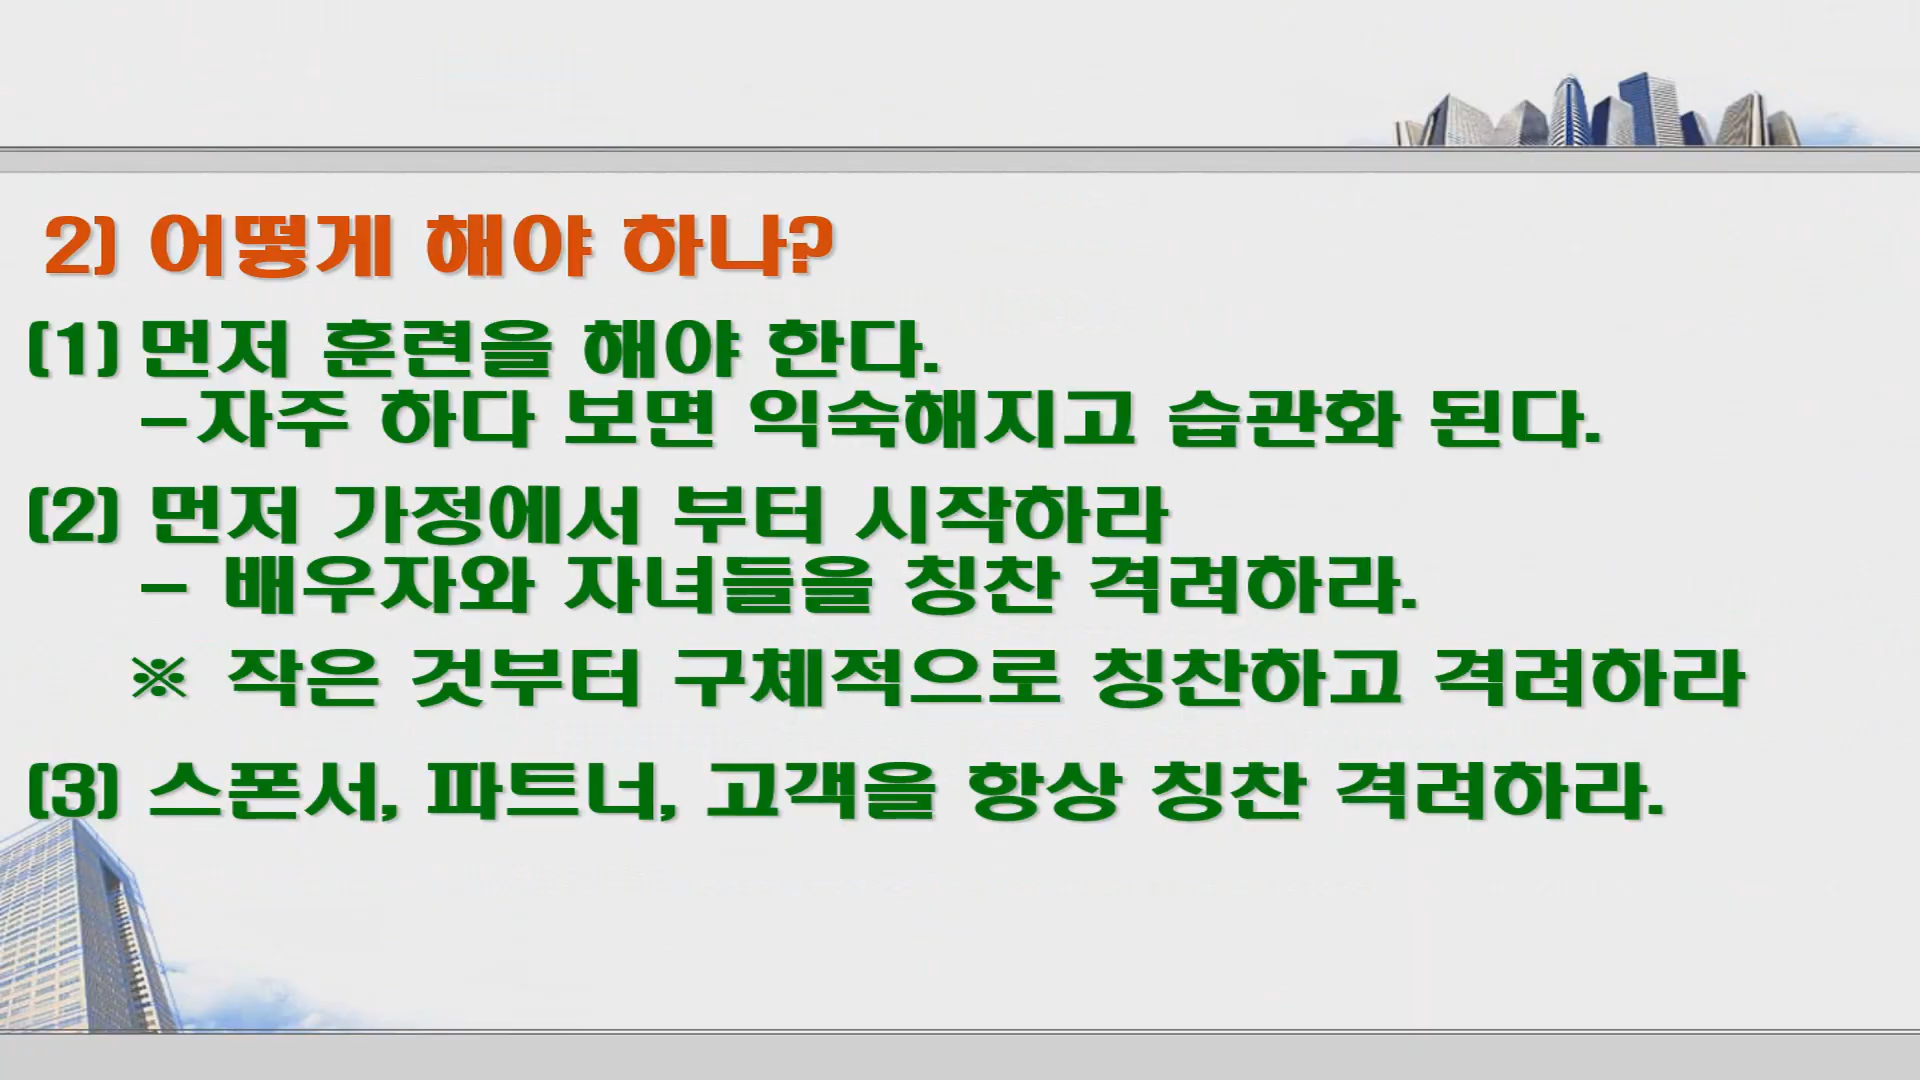 2) 어떻게 해야 하나?
(1) 먼저 훈련을 해야 한다.
-자주 하다 보면 익숙해지고 습관화 된다.
(2) 먼저 가정에서 부터 시작하라
- 배우자와 자녀들을 칭찬 격려하라.
※ 작은 것부터 구체적으로 칭찬하고 격려하라
(3) 스폰서, 파트너, 고객을 항상 칭찬 격려하라.